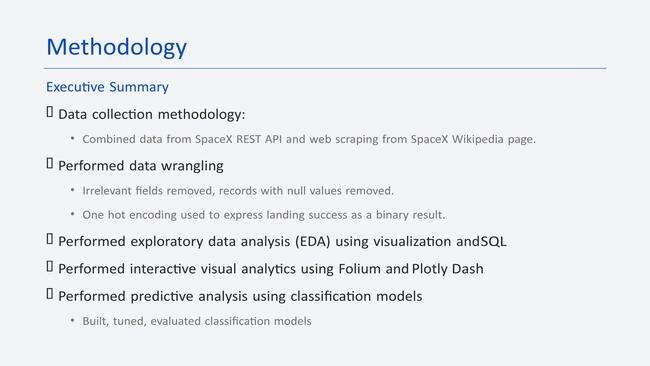 Methodology
Executive Summary
▯ Data collection methodology:
• Combined data from SpaceX REST API and web scraping from SpaceX Wikipedia page.
▯ Performed data wrangling
• Irrelevant fields removed, records with null values removed.
• One hot encoding used to express landing success as a binary result.
▯ Performed exploratory data analysis (EDA) using visualization andSQL
▯ Performed interactive visual analytics using Folium and Plotly Dash
▯ Performed predictive analysis using classification models
• Built, tuned, evaluated classification models